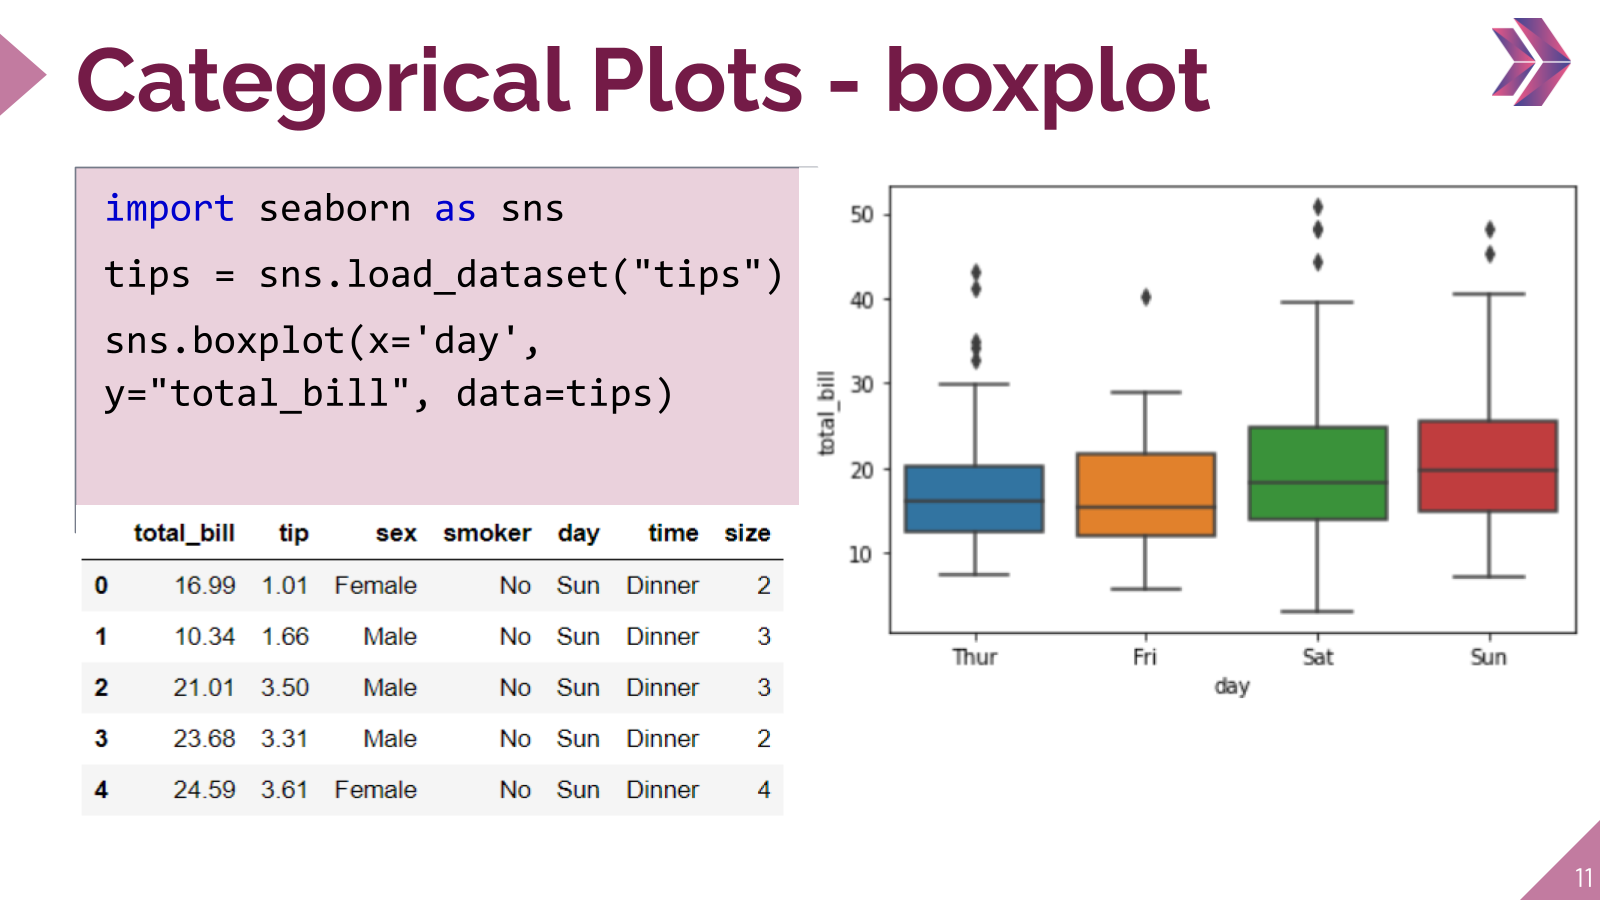 Categorical Plots - boxplot
import seaborn as sns
tips = sns.load_dataset("tips")
sns.boxplot(x='day',
y="total_bill", data=tips)
total_bill tip sex smoker day time size
0 16.99 1.01 Female No Sun Dinner 2
1 10.34 1.66 Male No Sun Dinner 3
2 21.01 3.50 Male No Sun Dinner 3
3 23.68 3.31 Male No Sun Dinner 2
4 24.59 3.61 Female No Sun Dinner 4
50
40
30
20
10
total_bill
Thur Fri Sat Sun
day
11